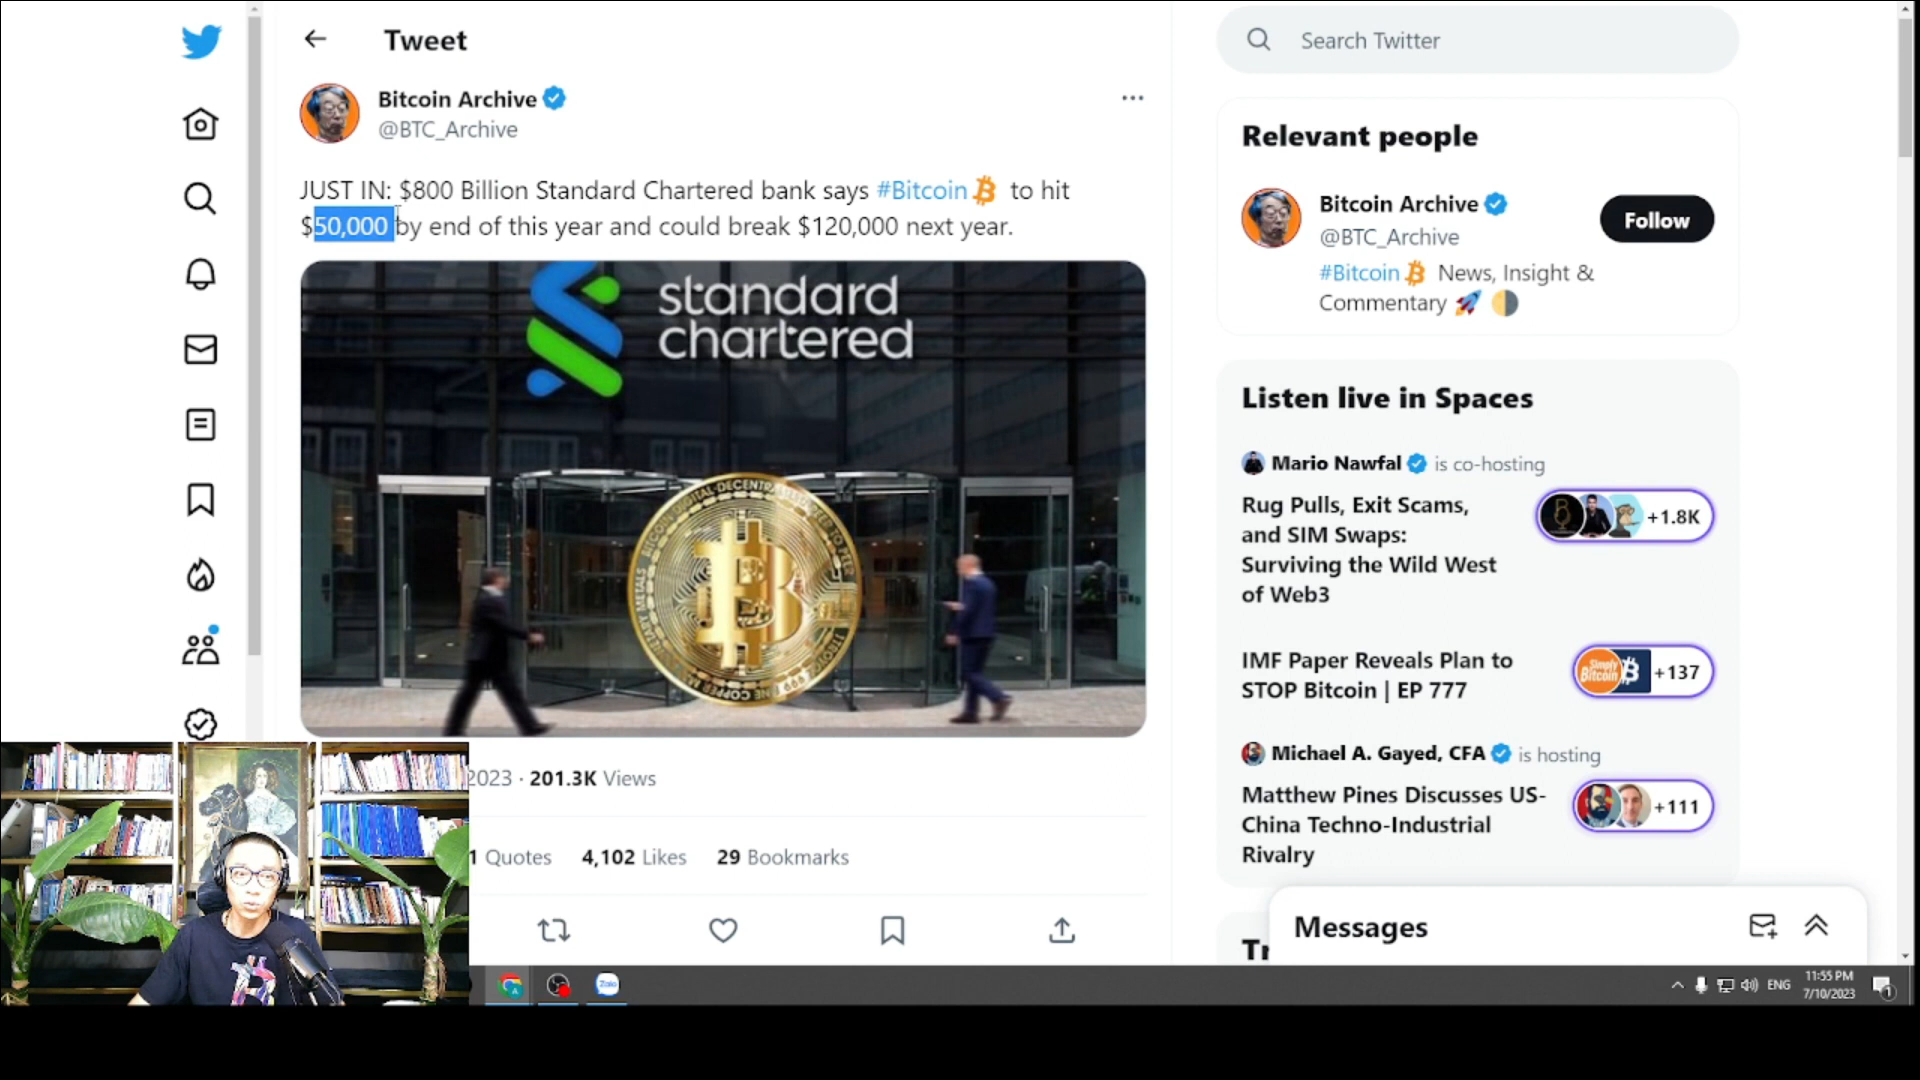 Tweet
Bitcoin Archive
@BTC_Archive
JUST IN: $800 Billion Standard Chartered bank says #Bitcoin to hit
$50,000 by end of this year and could break $120,000 next year.
standard
chartered
2023 · 201.3K Views
1 Quotes 4,102 Likes 29 Bookmarks
Search Twitter
Relevant people
Bitcoin Archive
@BTC_Archive
Follow
#Bitcoin News, Insight &
Commentary
Listen live in Spaces
Mario Nawfal is co-hosting
Rug Pulls, Exit Scams,
and SIM Swaps:
Surviving the Wild West
of Web3
+1.8K
IMF Paper Reveals Plan to
STOP Bitcoin | EP 777
Simply
Bitcoin
+137
Michael A. Gayed, CFA is hosting
Matthew Pines Discusses US-
China Techno-Industrial
Rivalry
+111
Messages
Zalo
ENG
11:55 PM
7/10/2023
1